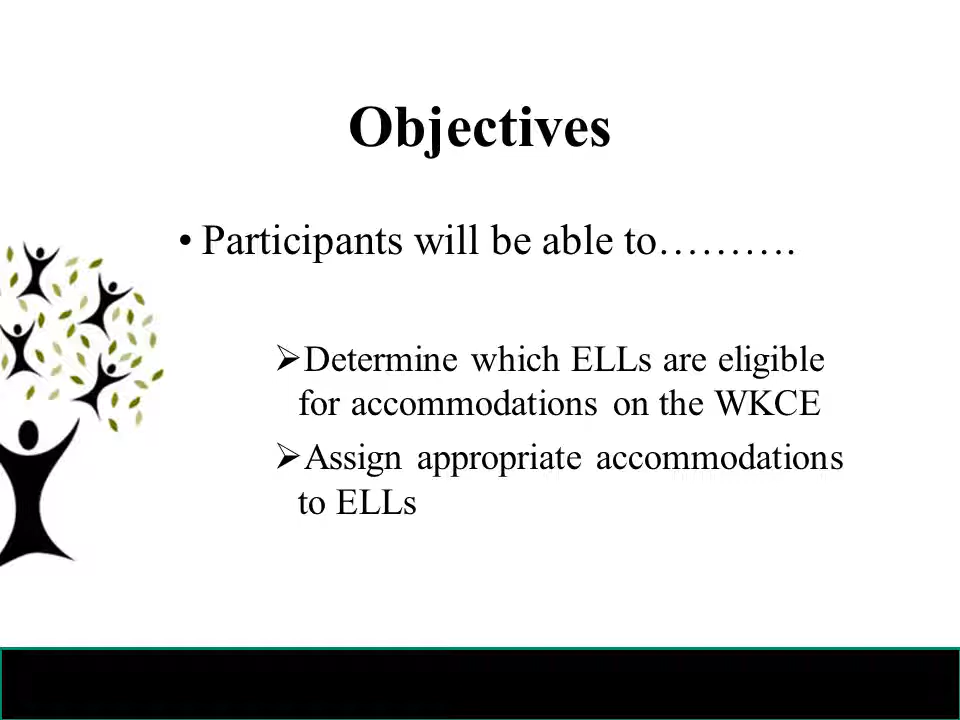 Objectives
• Participants will be able to……….
➢Determine which ELLs are eligible
for accommodations on the WKCE
➢Assign appropriate accommodations
to ELLs